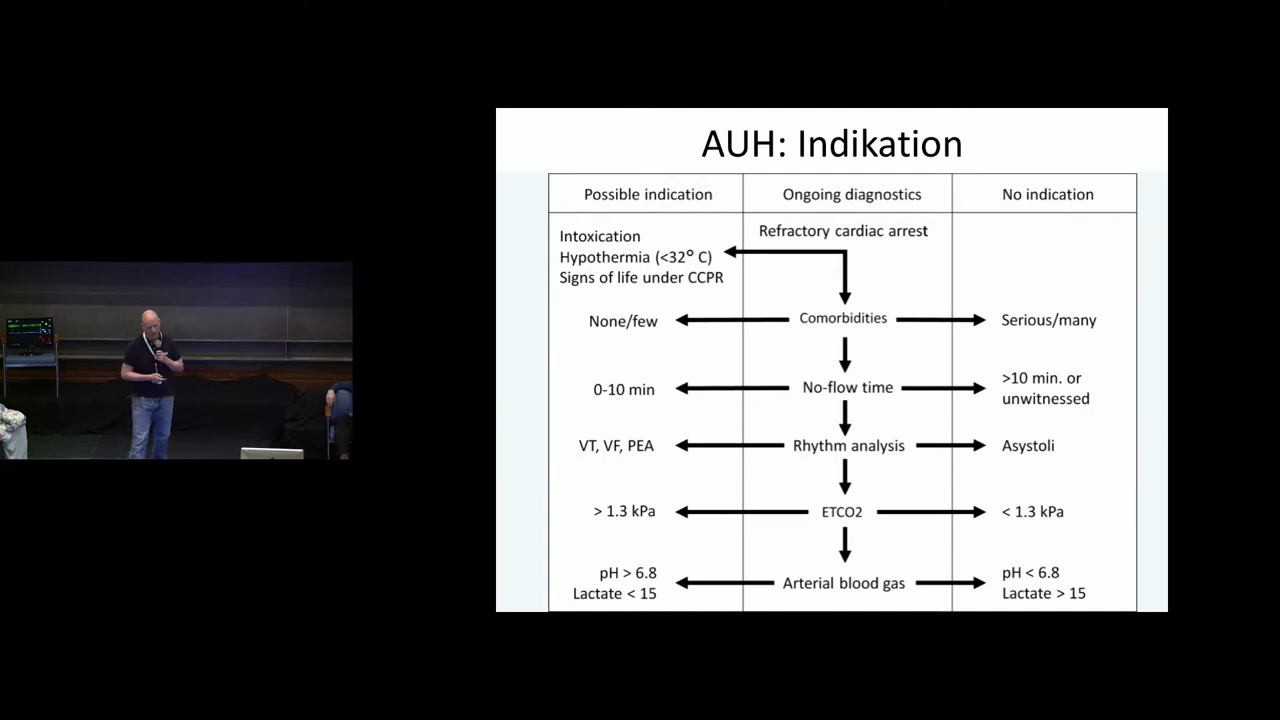 AUH: Indikation
Possible indication
Ongoing diagnostics
No indication
Refractory cardiac arrest
Intoxication
Hypothermia (<32° C)
Signs of life under CCPR
None/few
Comorbidities
Serious/many
0-10 min
No-flow time
>10 min. or
unwitnessed
VT, VF, PEA
Rhythm analysis
Asystoli
> 1.3 kPa
ETCO2
< 1.3 kPa
pH > 6.8
Lactate < 15
Arterial blood gas
pH < 6.8
Lactate > 15